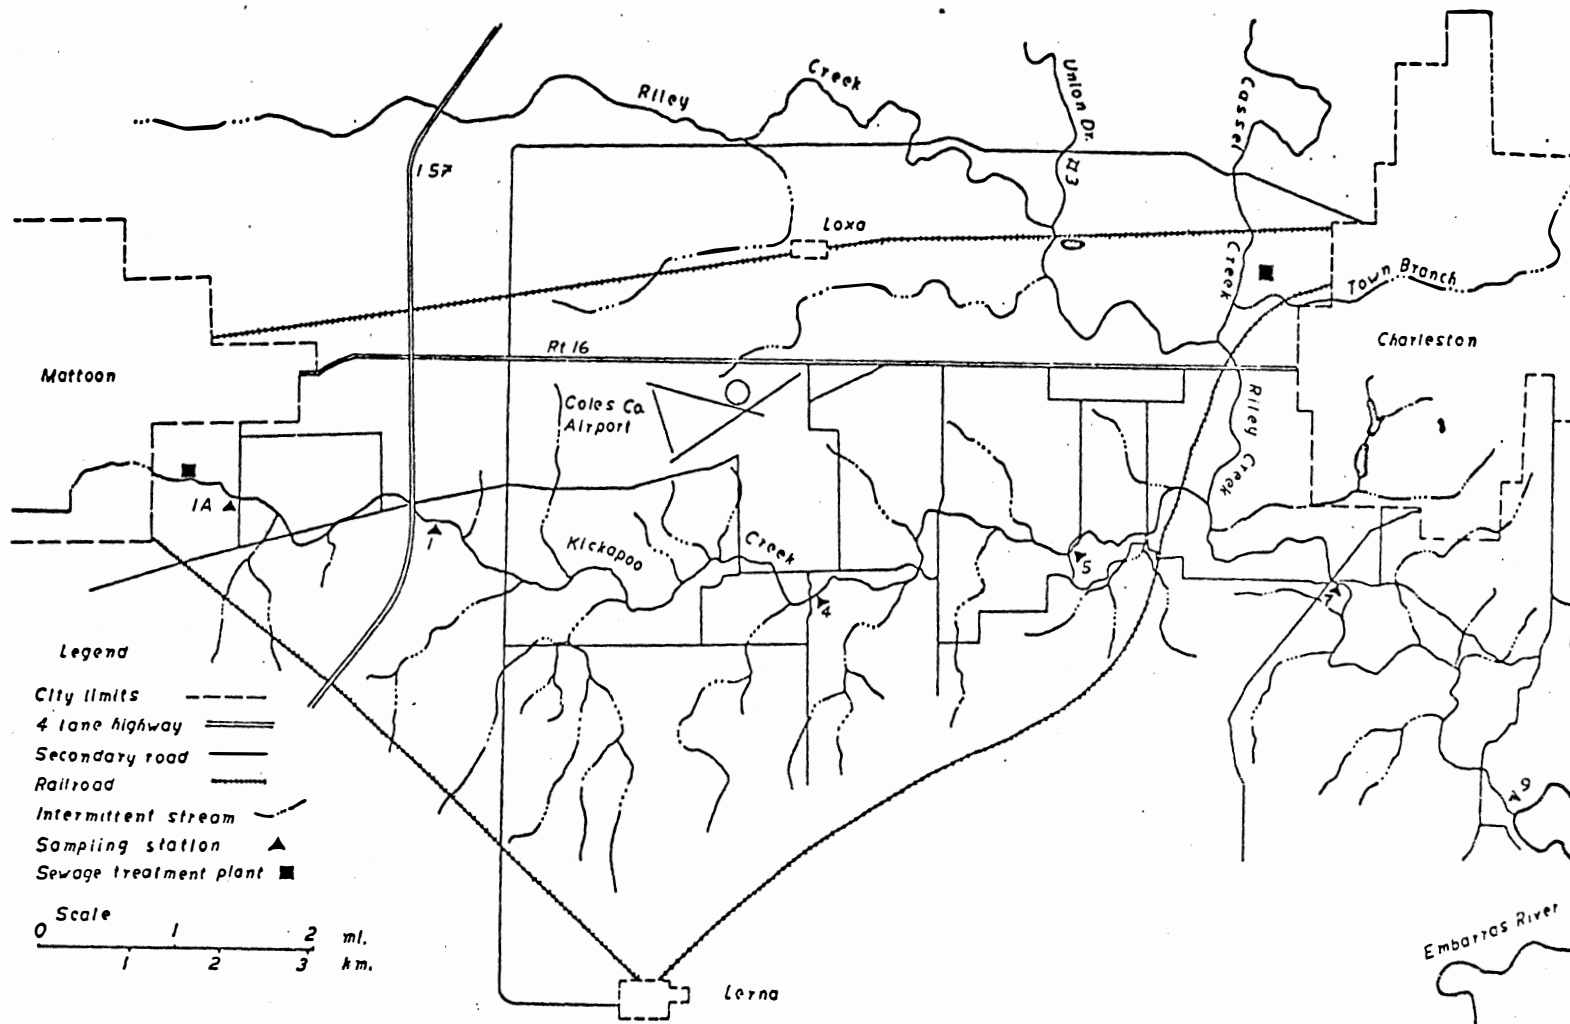 Riley
Creek
Union Dr.
#3
Cassel
Creek
I 57
Loxa
Town Branch
Rt 16
Charleston
Mattoon
Coles Co.
Airport
Riley Creek
1A
1
Kickapoo
Creek
4
5
7
9
Legend
City limits
4 lane highway
Secondary road
Railroad
Intermittent stream
Sampling station
Sewage treatment plant
Scale
0 1 2 mi.
1 2 3 km.
Lerna
Embarras River